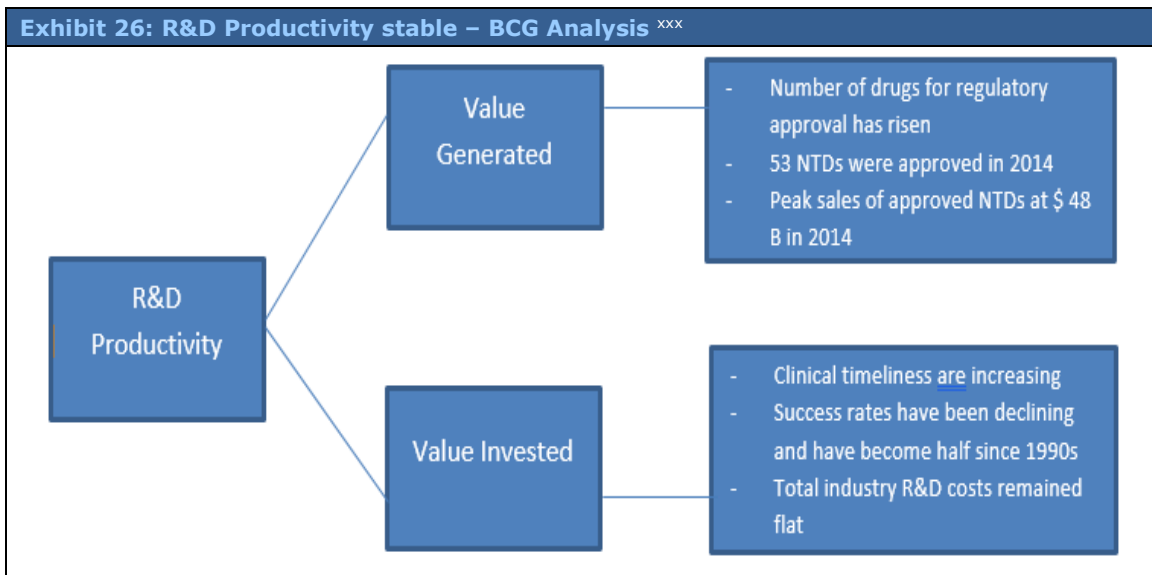 Exhibit 26: R&D Productivity stable – BCG Analysis xxx
Value
Generated
- Number of drugs for regulatory
approval has risen
- 53 NTDs were approved in 2014
- Peak sales of approved NTDs at $ 48
B in 2014
R&D
Productivity
Value Invested
- Clinical timeliness are increasing
- Success rates have been declining
and have become half since 1990s
- Total industry R&D costs remained
flat